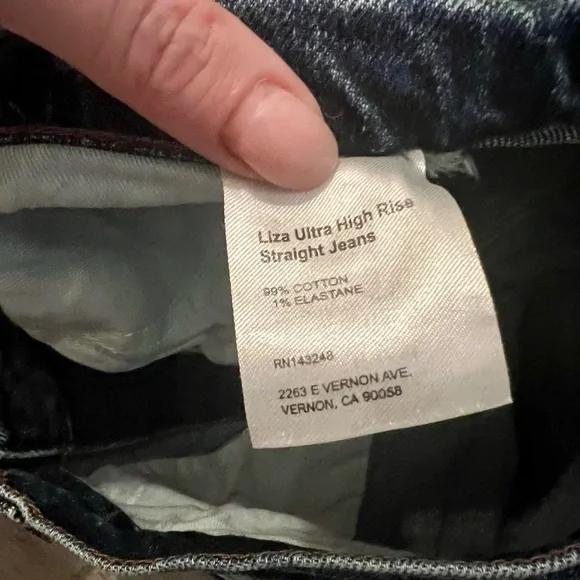 Liza Ultra High Rise
Straight Jeans
99% COTTON
1% ELASTANE
RN143248
2263 E VERNON AVE.
VERNON, CA 90058